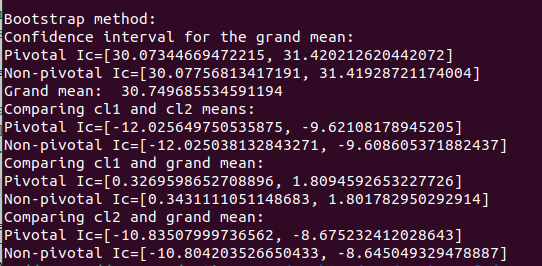 Bootstrap method:
Confidence interval for the grand mean:
Pivotal Ic=[30.07344669472215, 31.420212620442072]
Non-pivotal Ic=[30.07756813417191, 31.41928721174004]
Grand mean:  30.749685534591194
Comparing cl1 and cl2 means:
Pivotal Ic=[-12.025649750535875, -9.62108178945205]
Non-pivotal Ic=[-12.025038132843271, -9.608605371882437]
Comparing cl1 and grand mean:
Pivotal Ic=[0.3269598652708896, 1.8094592653227726]
Non-pivotal Ic=[0.3431111051148683, 1.801782950292914]
Comparing cl2 and grand mean:
Pivotal Ic=[-10.83507999736562, -8.675232412028643]
Non-pivotal Ic=[-10.804203526650433, -8.645049329478887]